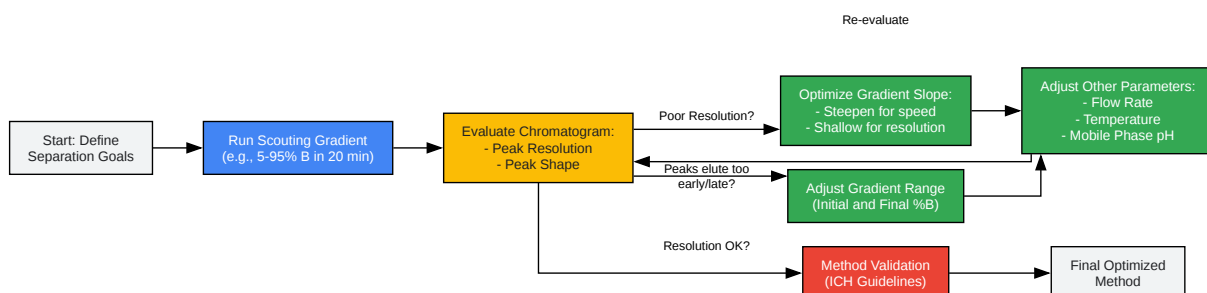 Re-evaluate
Start: Define
Separation Goals
Run Scouting Gradient
(e.g., 5-95% B in 20 min)
Evaluate Chromatogram:
- Peak Resolution
- Peak Shape
Poor Resolution?
Optimize Gradient Slope:
- Steepen for speed
- Shallow for resolution
Adjust Other Parameters:
- Flow Rate
- Temperature
- Mobile Phase pH
Peaks elute too
early/late?
Adjust Gradient Range
(Initial and Final %B)
Resolution OK?
Method Validation
(ICH Guidelines)
Final Optimized
Method